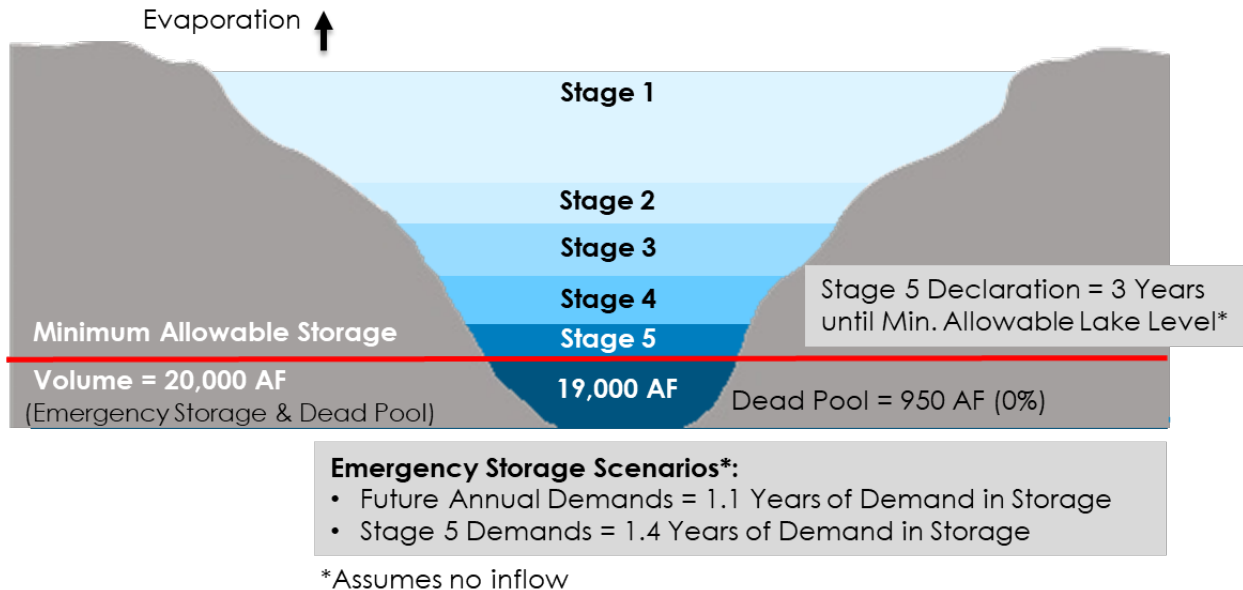 Evaporation
Stage 1
Stage 2
Stage 3
Stage 4
Stage 5 Declaration = 3 Years
until Min. Allowable Lake Level*
Minimum Allowable Storage
Stage 5
Volume = 20,000 AF
(Emergency Storage & Dead Pool)
19,000 AF
Dead Pool = 950 AF (0%)
Emergency Storage Scenarios*:
• Future Annual Demands = 1.1 Years of Demand in Storage
• Stage 5 Demands = 1.4 Years of Demand in Storage
*Assumes no inflow